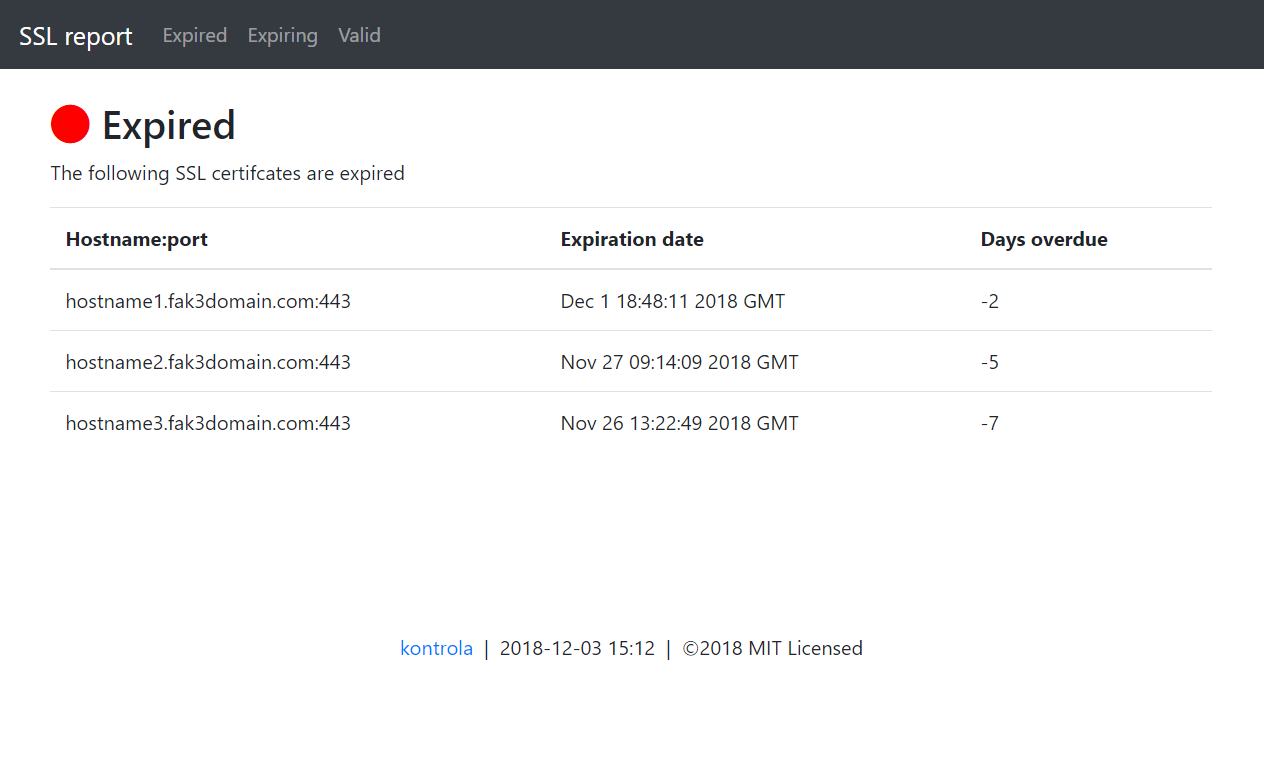 SSL report Expired Expiring Valid
Expired
The following SSL certifcates are expired
Hostname:port Expiration date Days overdue
hostname1.fak3domain.com:443 Dec 1 18:48:11 2018 GMT -2
hostname2.fak3domain.com:443 Nov 27 09:14:09 2018 GMT -5
hostname3.fak3domain.com:443 Nov 26 13:22:49 2018 GMT -7
kontrola | 2018-12-03 15:12 | ©2018 MIT Licensed